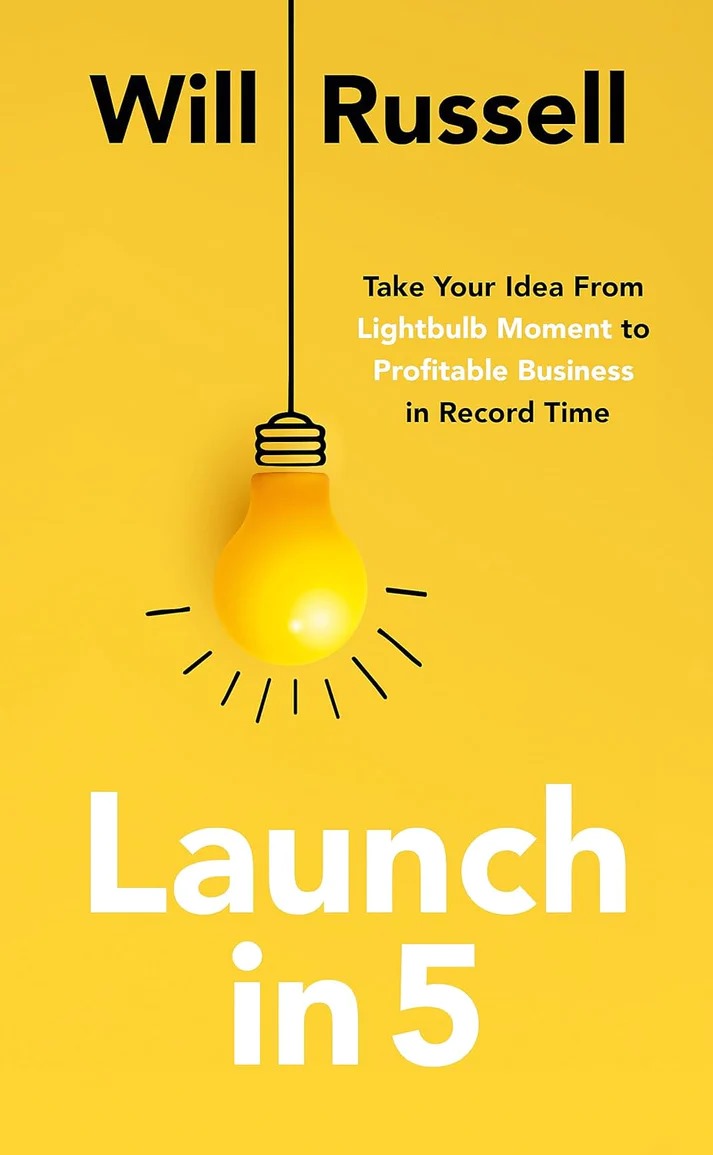 Will Russell
Take Your Idea From
Lightbulb Moment to
Profitable Business
in Record Time
Launch
in 5